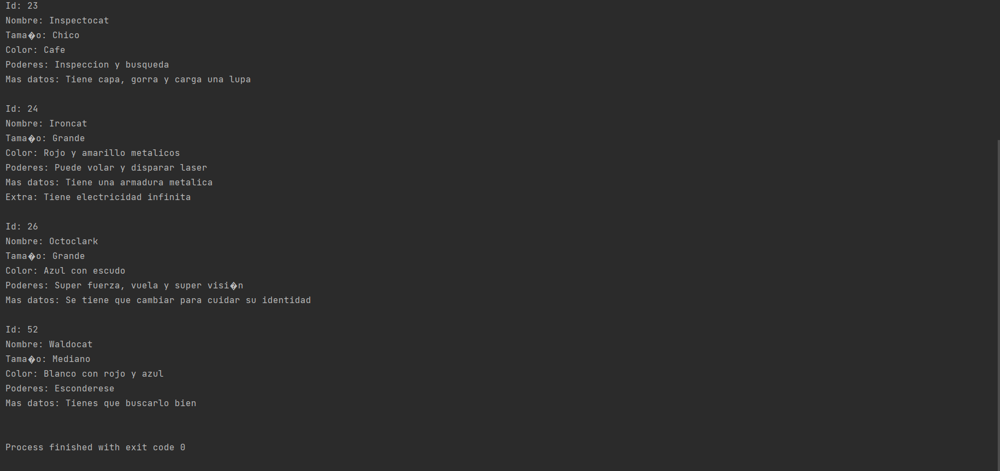 Id: 23
Nombre: Inspectocat
Tama�o: Chico
Color: Cafe
Poderes: Inspeccion y busqueda
Mas datos: Tiene capa, gorra y carga una lupa
Id: 24
Nombre: Ironcat
Tama�o: Grande
Color: Rojo y amarillo metalicos
Poderes: Puede volar y disparar laser
Mas datos: Tiene una armadura metalica
Extra: Tiene electricidad infinita
Id: 26
Nombre: Octoclark
Tama�o: Grande
Color: Azul con escudo
Poderes: Super fuerza, vuela y super visi�n
Mas datos: Se tiene que cambiar para cuidar su identidad
Id: 52
Nombre: Waldocat
Tama�o: Mediano
Color: Blanco con rojo y azul
Poderes: Esconderese
Mas datos: Tienes que buscarlo bien
Process finished with exit code 0